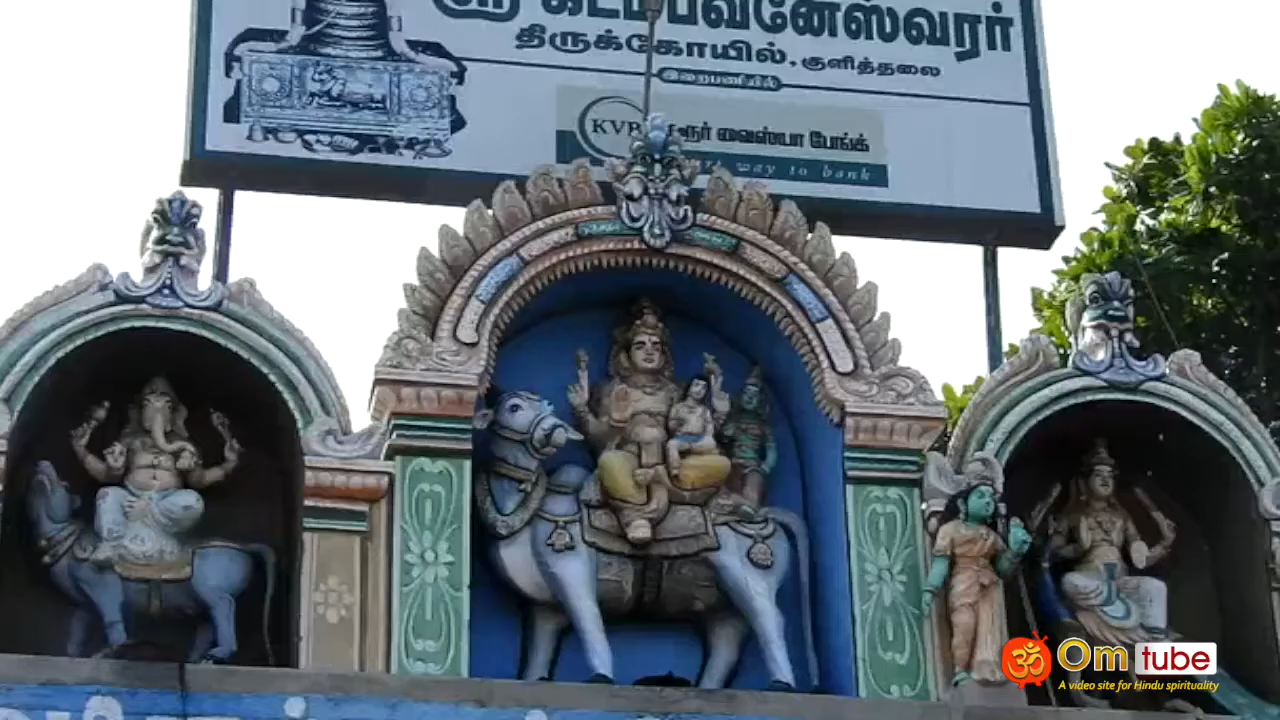 ஸ்ரீ கடம்பவனேஸ்வரர்
திருக்கோயில், குளித்தலை
இறைபணியில்
KVB வைஸ்யா பேங்க்
way to bank
ॐ Om tube
A video site for Hindu spirituality